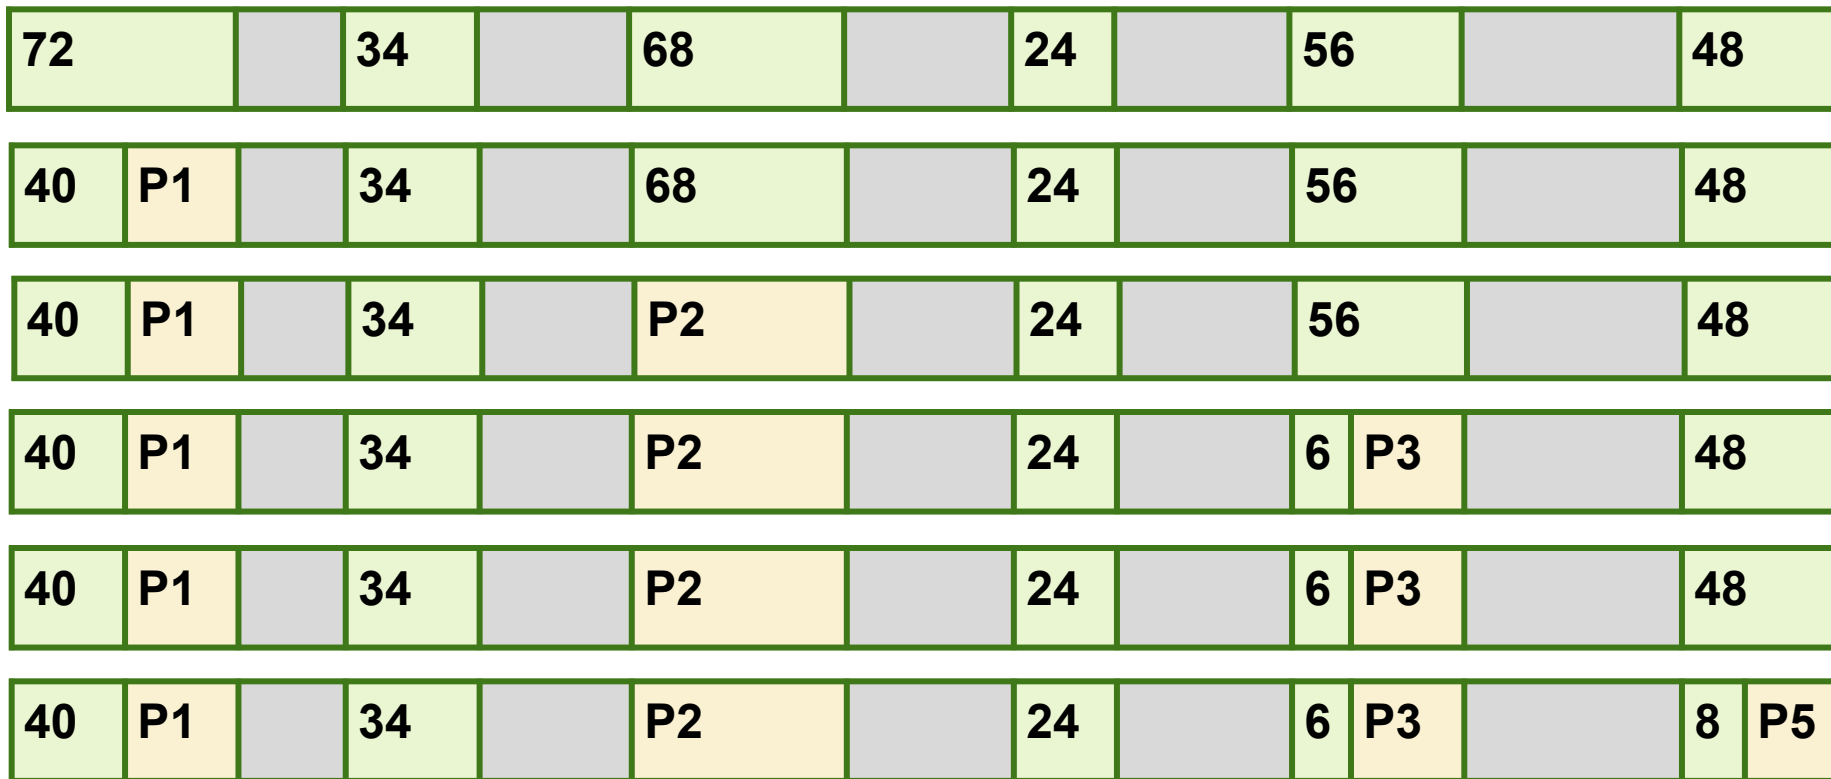 72 34 68 24 56 48
40 P1 34 68 24 56 48
40 P1 34 P2 24 56 48
40 P1 34 P2 24 6 P3 48
40 P1 34 P2 24 6 P3 48
40 P1 34 P2 24 6 P3 8 P5